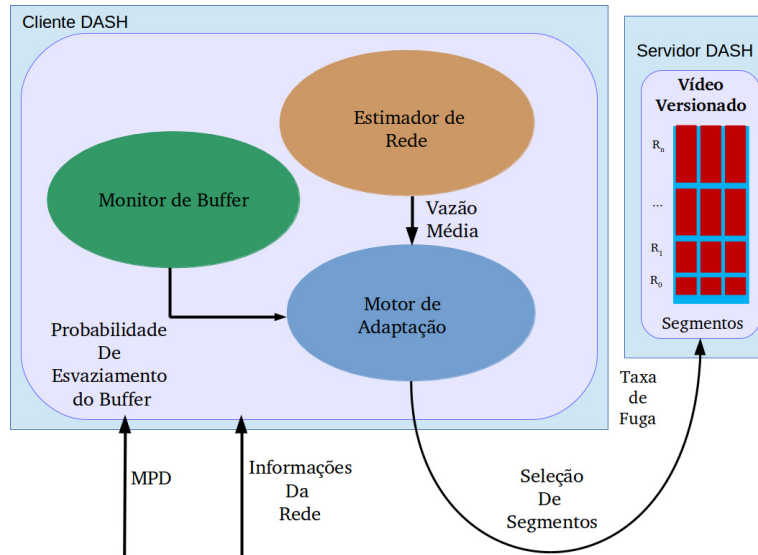 Cliente DASH
Estimador de
Rede
Monitor de Buffer
Vazão
Média
Motor de
Adaptação
Probabilidade
De
Esvaziamento
do Buffer
MPD
Informações
Da
Rede
Seleção
De
Segmentos
Taxa
de
Fuga
Servidor DASH
Vídeo
Versionado
Rn
...
R1
R0
Segmentos